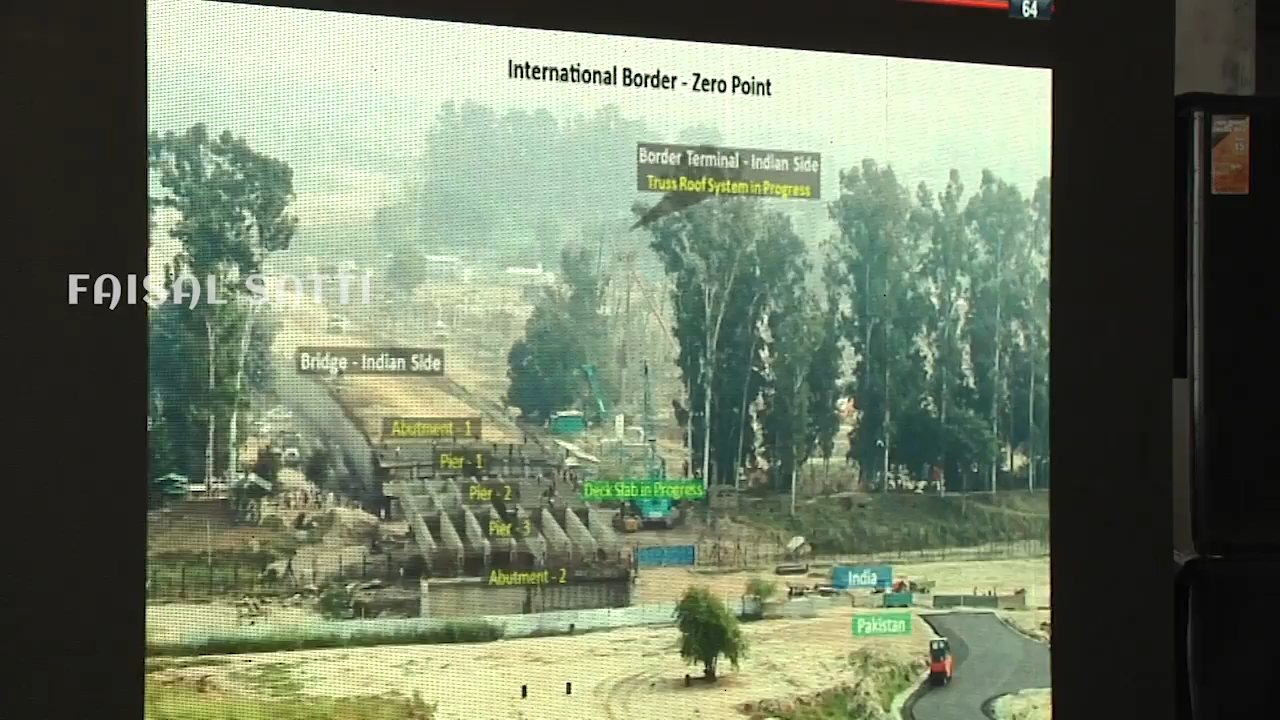 64
International Border - Zero Point
Border Terminal - Indian Side
Truss Roof System in Progress
FAISAL SATTI
Bridge - Indian Side
Abutment - 1
Pier - 1
Pier - 2
Deck Slab in Progress
Pier - 3
Abutment - 2
India
Pakistan